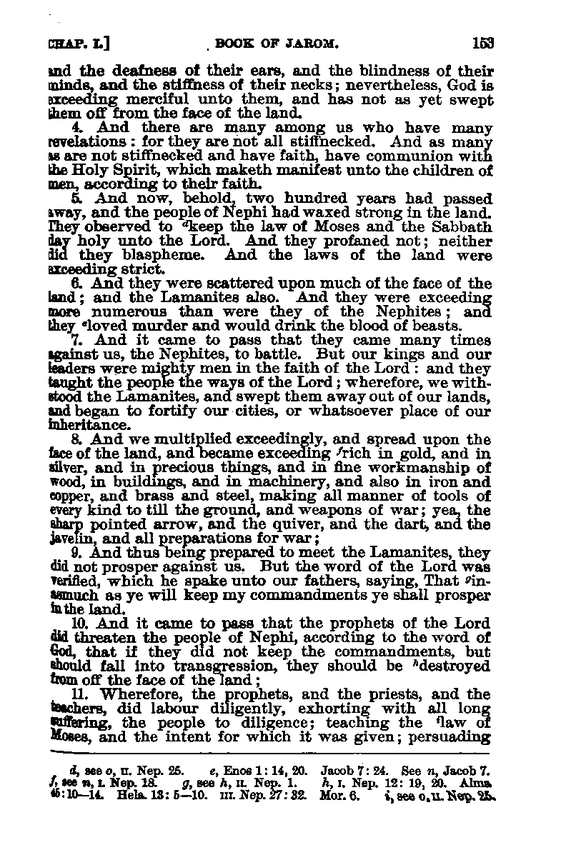 CHAP. I.] BOOK OF JAROM. 153
and the deafness of their ears, and the blindness of their
minds, and the stiffness of their necks; nevertheless, God is
exceeding merciful unto them, and has not as yet swept
them off from the face of the land.
4. And there are many among us who have many
revelations: for they are not all stiffnecked. And as many
as are not stiffnecked and have faith, have communion with
the Holy Spirit, which maketh manifest unto the children of
men, according to their faith.
5. And now, behold, two hundred years had passed
away, and the people of Nephi had waxed strong in the land.
They observed to dkeep the law of Moses and the Sabbath
day holy unto the Lord. And they profaned not; neither
did they blaspheme. And the laws of the land were
exceeding strict.
6. And they were scattered upon much of the face of the
land; and the Lamanites also. And they were exceeding
more numerous than were they of the Nephites; and
they eloved murder and would drink the blood of beasts.
7. And it came to pass that they came many times
against us, the Nephites, to battle. But our kings and our
leaders were mighty men in the faith of the Lord: and they
taught the people the ways of the Lord; wherefore, we with-
stood the Lamanites, and swept them away out of our lands,
and began to fortify our cities, or whatsoever place of our
inheritance.
8. And we multiplied exceedingly, and spread upon the
face of the land, and became exceeding frich in gold, and in
silver, and in precious things, and in fine workmanship of
wood, in buildings, and in machinery, and also in iron and
copper, and brass and steel, making all manner of tools of
every kind to till the ground, and weapons of war; yea, the
sharp pointed arrow, and the quiver, and the dart, and the
javelin, and all preparations for war;
9. And thus being prepared to meet the Lamanites, they
did not prosper against us. But the word of the Lord was
verified, which he spake unto our fathers, saying, That gin-
asmuch as ye will keep my commandments ye shall prosper
in the land.
10. And it came to pass that the prophets of the Lord
did threaten the people of Nephi, according to the word of
God, that if they did not keep the commandments, but
should fall into transgression, they should be hdestroyed
from off the face of the land;
11. Wherefore, the prophets, and the priests, and the
teachers, did labour diligently, exhorting with all long
suffering, the people to diligence; teaching the ilaw of
Moses, and the intent for which it was given; persuading
d, see o, II. Nep. 25. e, Enos 1: 14, 20. Jacob 7: 24. See n, Jacob 7.
f, see n, I. Nep. 18. g, see h, II. Nep. 1. h, I. Nep. 12: 19, 20. Alma
45: 10—14. Hela. 13: 5—10. III. Nep. 27: 32. Mor. 6. i, see o, II. Nep. 25.